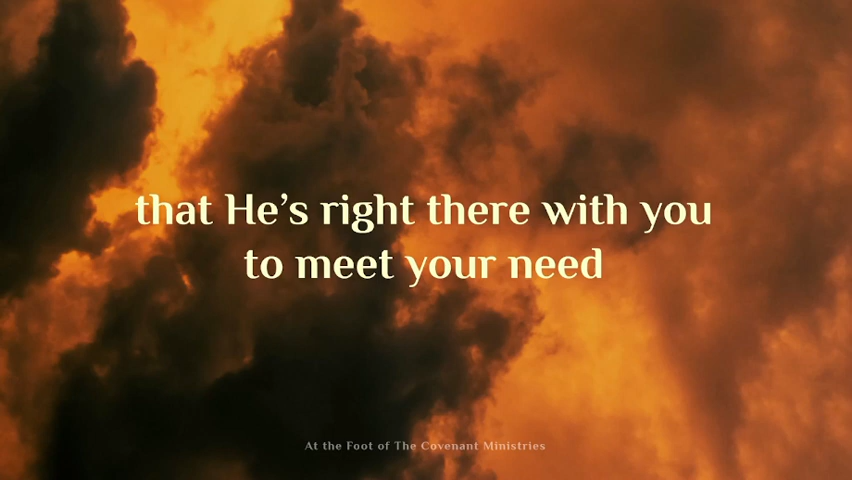 that He’s right there with you
to meet your need
At the Foot of The Covenant Ministries